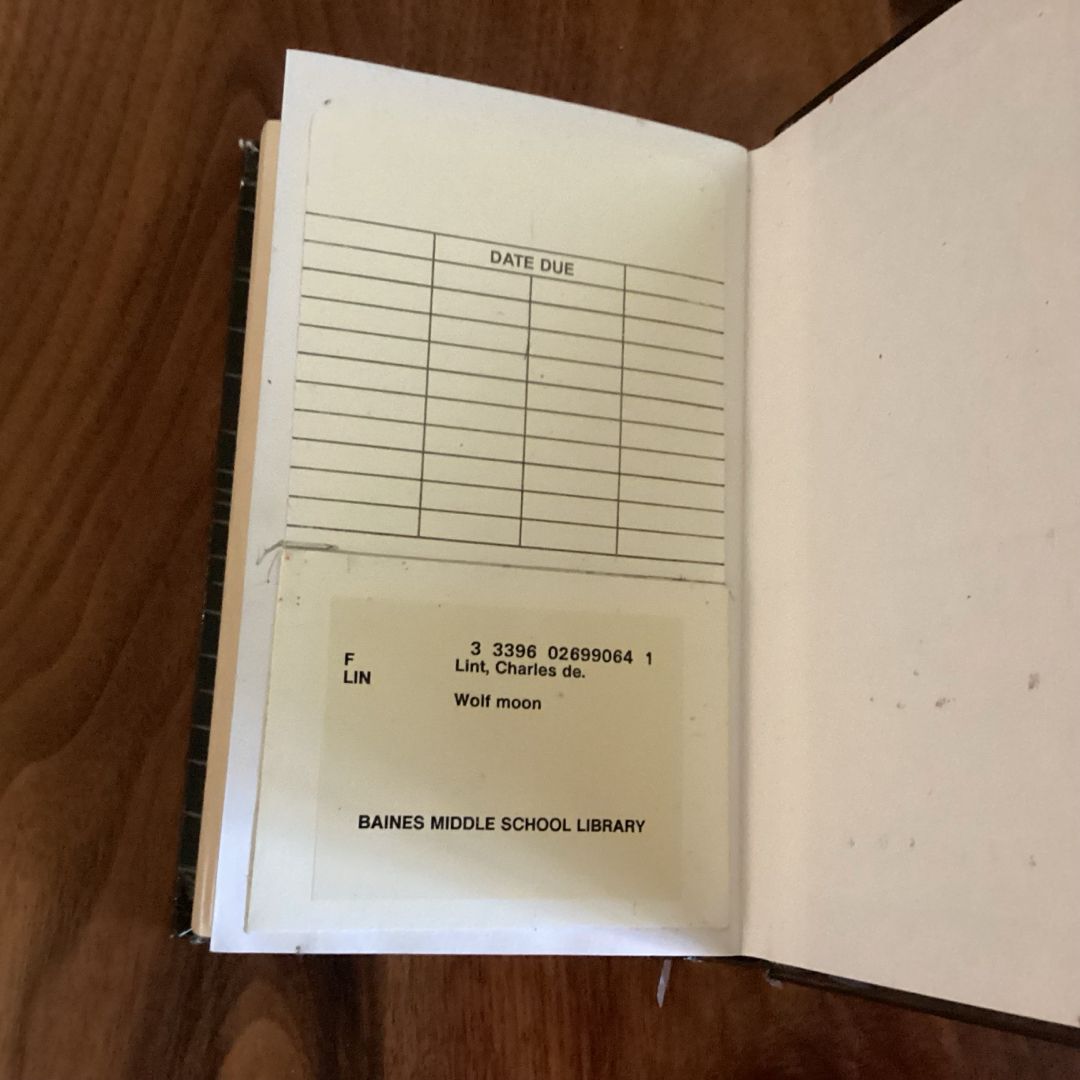 DATE DUE
3 3396 02699064 1
F Lint, Charles de.
LIN
Wolf moon
BAINES MIDDLE SCHOOL LIBRARY